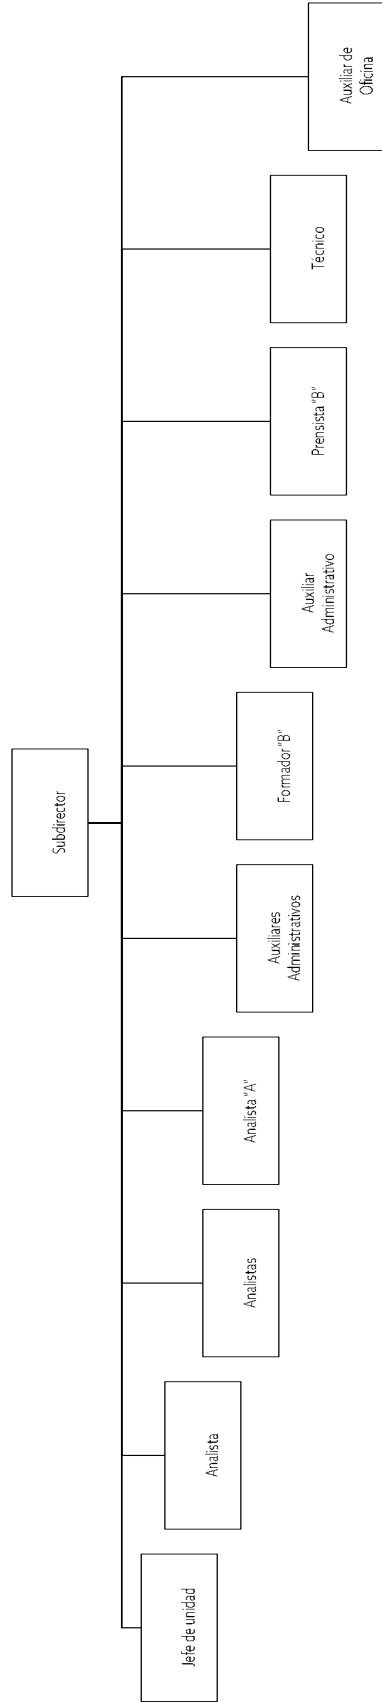 Subdirector
Jefe de unidad
Analista
Analistas
Analista "A"
Auxiliares
Administrativos
Formador "B"
Auxiliar
Administrativo
Prensista "B"
Técnico
Auxiliar de
Oficina